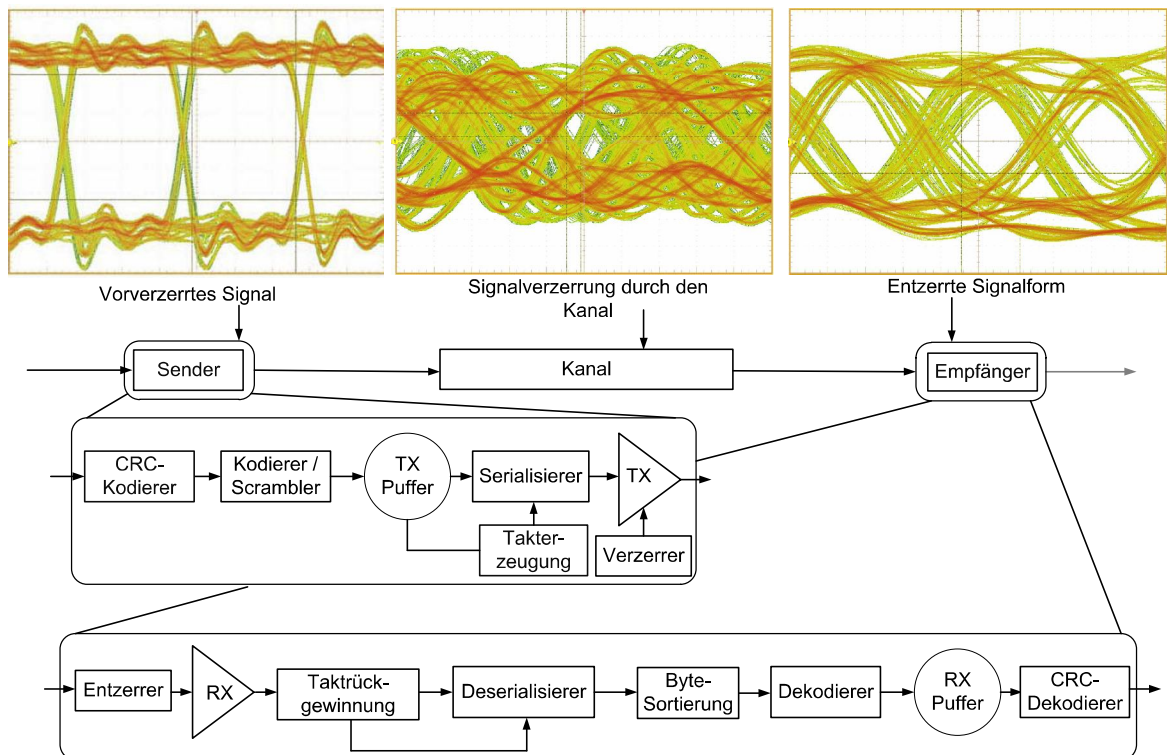 Vorverzerrtes Signal
Signalverzerrung durch den
Kanal
Entzerrte Signalform
Sender
Kanal
Empfänger
CRC-
Kodierer
Kodierer /
Scrambler
TX
Puffer
Serialisierer
TX
Takter-
zeugung
Verzerrer
Entzerrer
RX
Taktrück-
gewinnung
Deserialisierer
Byte-
Sortierung
Dekodierer
RX
Puffer
CRC-
Dekodierer